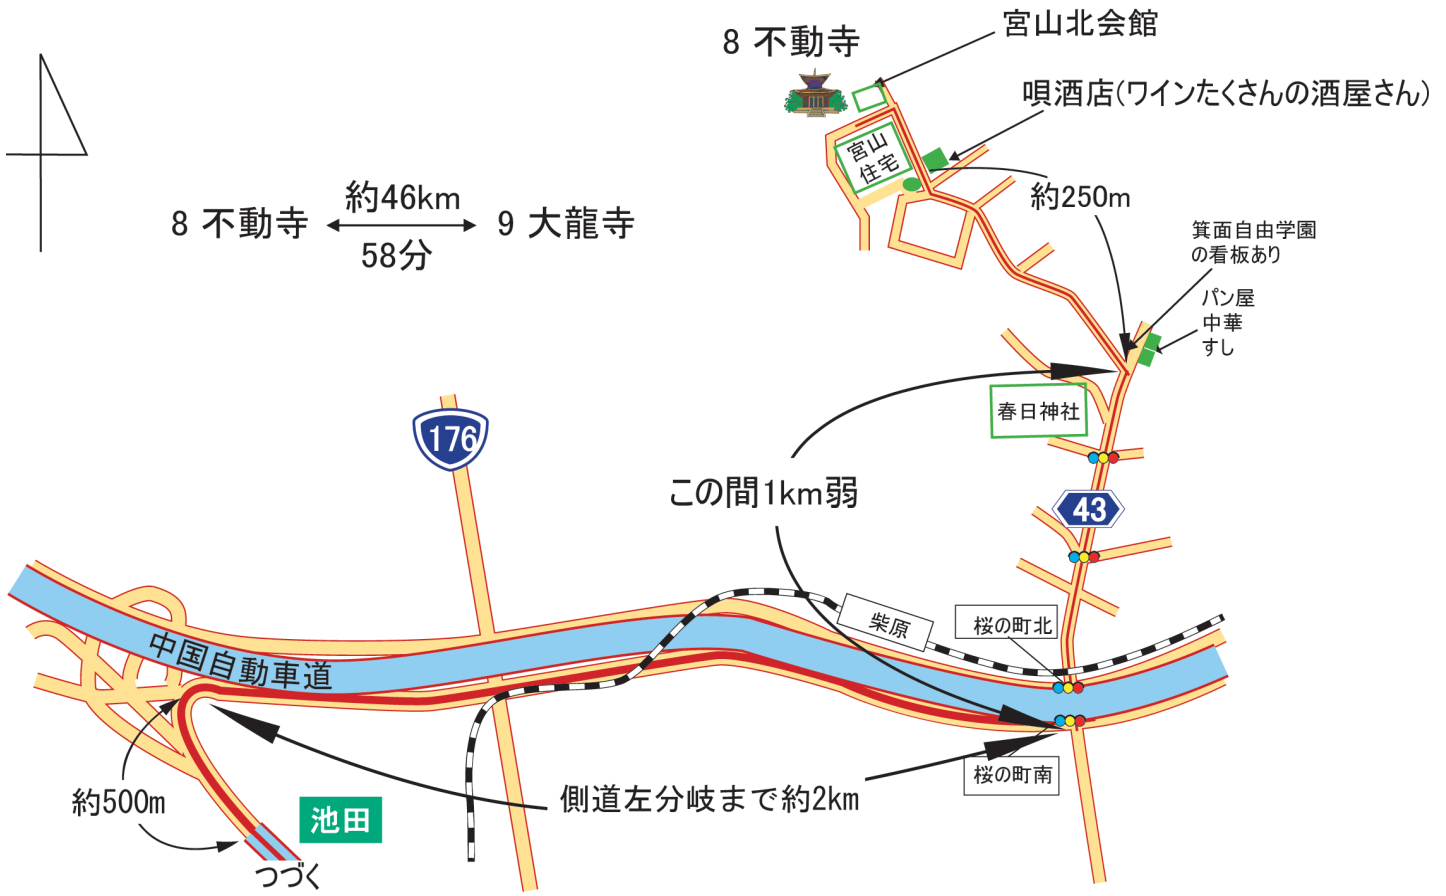 8 不動寺
宮山北会館
唄酒店(ワインたくさんの酒屋さん)
宮山
住宅
約250m
8 不動寺
約46km
58分
9 大龍寺
箕面自由学園
の看板あり
パン屋
中華
すし
春日神社
176
この間1km弱
43
柴原
桜の町北
中国自動車道
桜の町南
約500m
池田
側道左分岐まで約2km
つづく